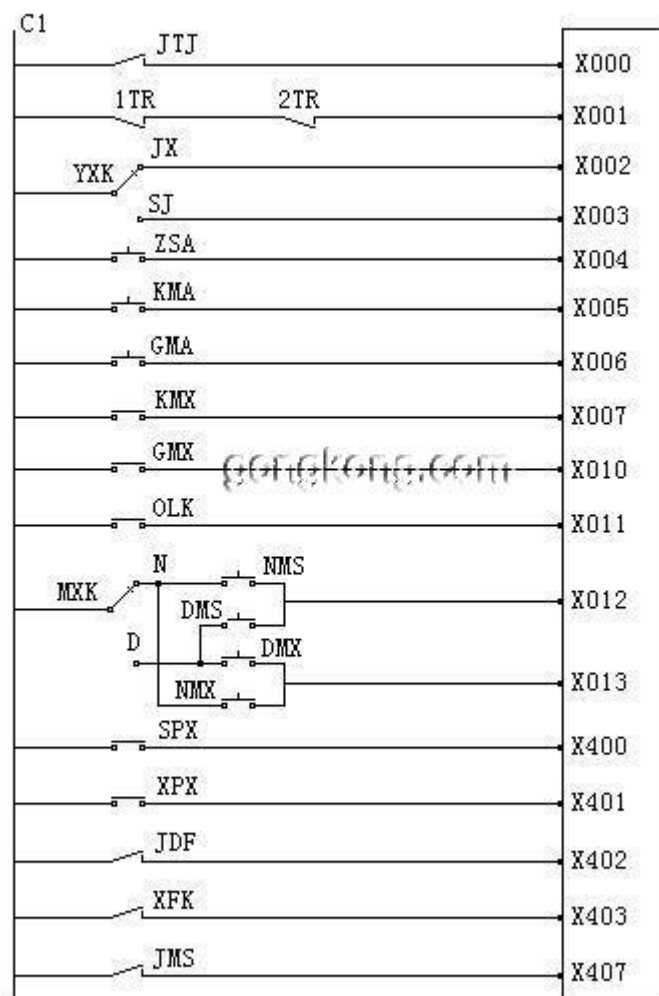 C1
JTJ X000
1TR 2TR X001
JX X002
YXK
SJ X003
ZSA X004
KMA X005
GMA X006
KMX X007
GMX gongkong.com X010
OLK X011
N NMS
MXK X012
DMS
D DMX
NMX X013
SPX X400
XPX X401
JDF X402
XFK X403
JMS X407